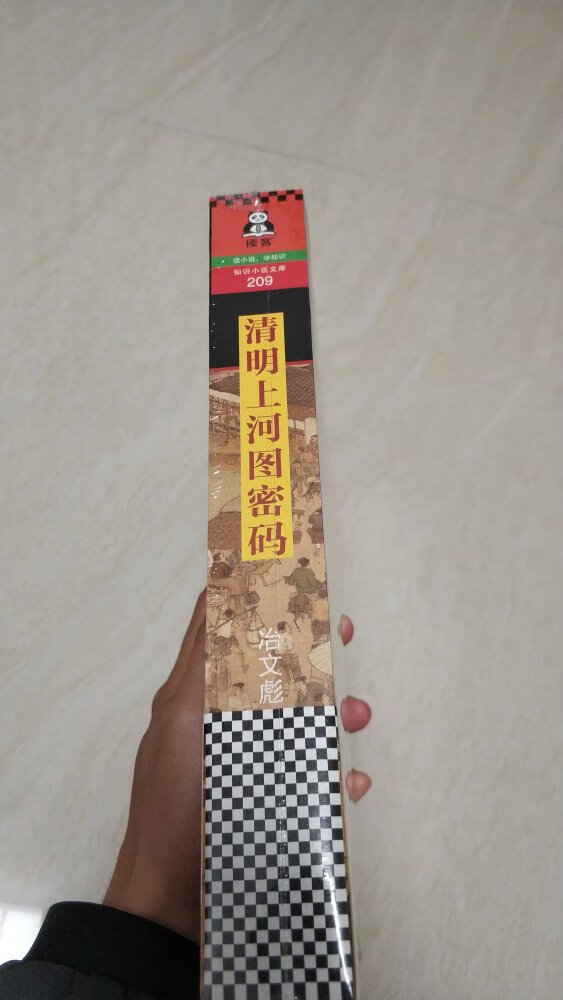 读客
读小说，学知识
知识小说文库
209
清明上河图密码
冶文彪